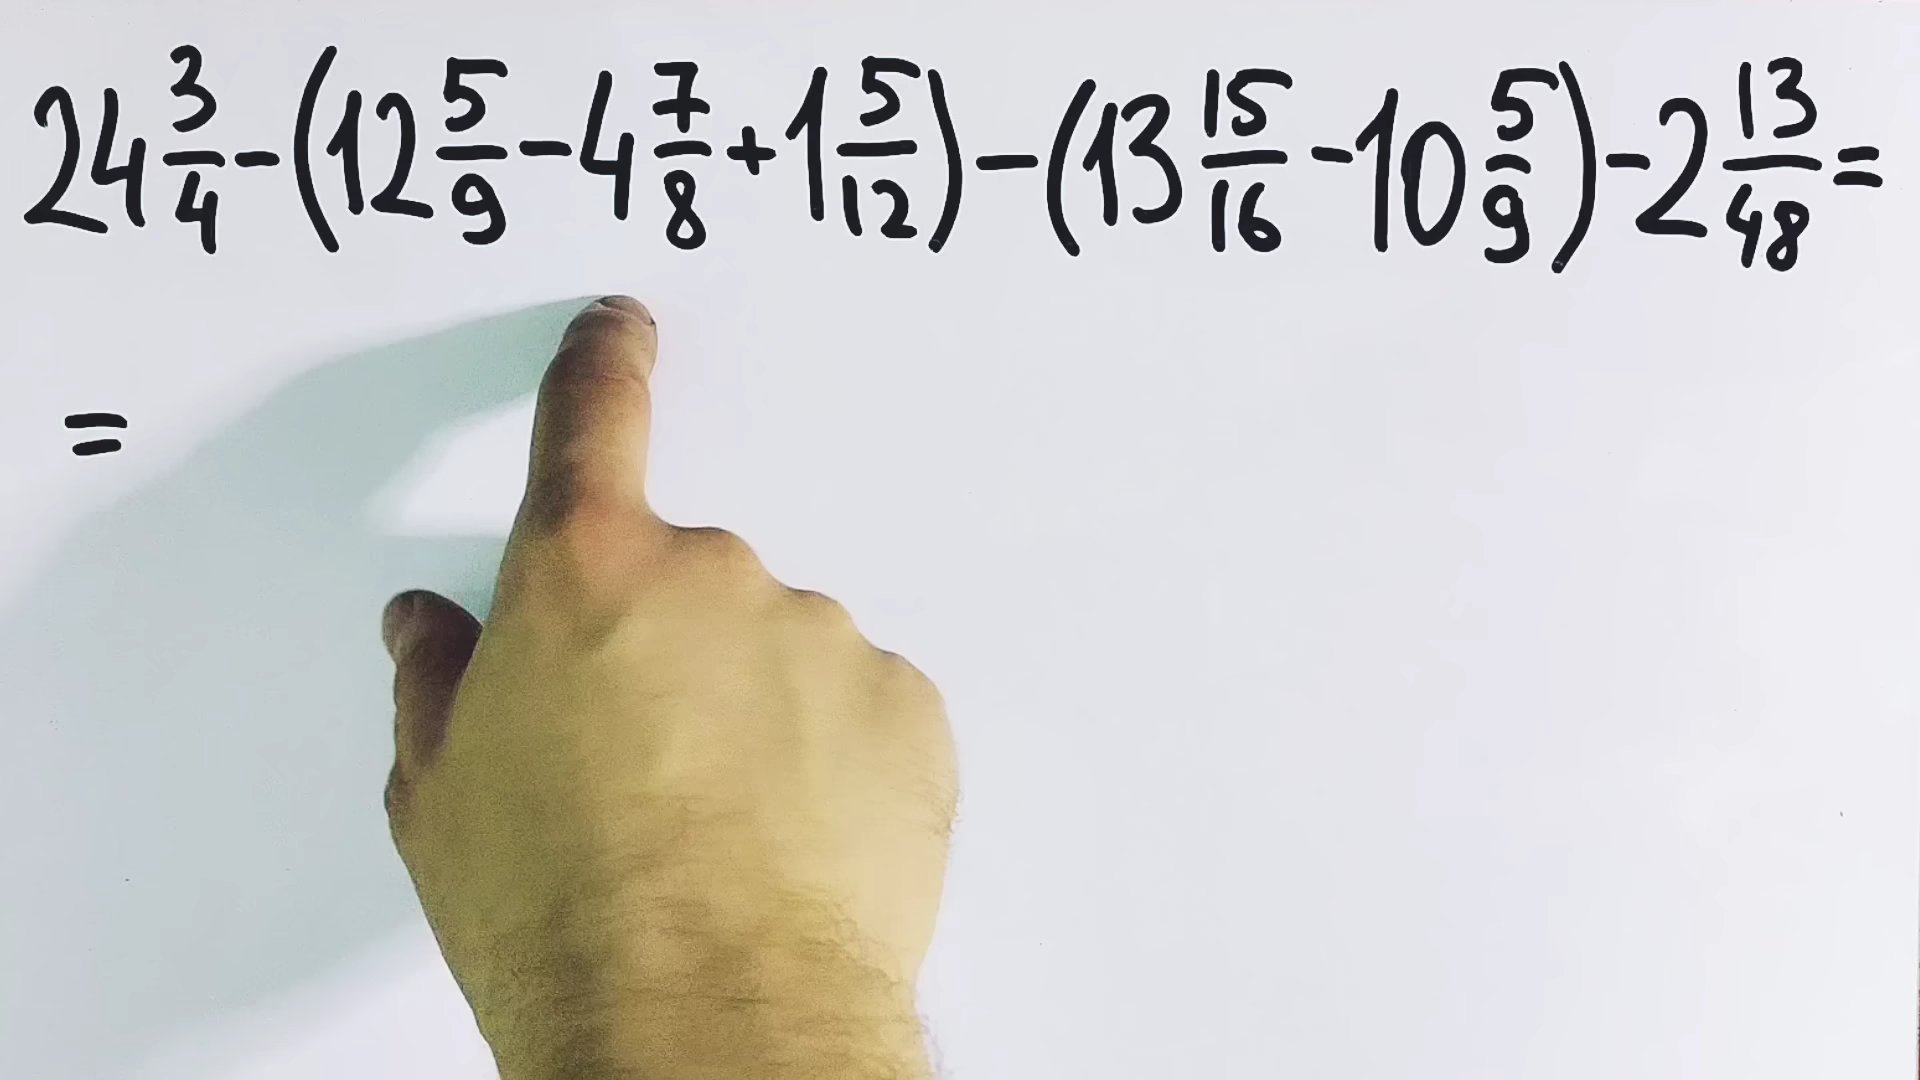 24 3/4 - (12 5/9 - 4 7/8 + 1 5/12) - (13 15/16 - 10 5/9) - 2 13/48 =
=